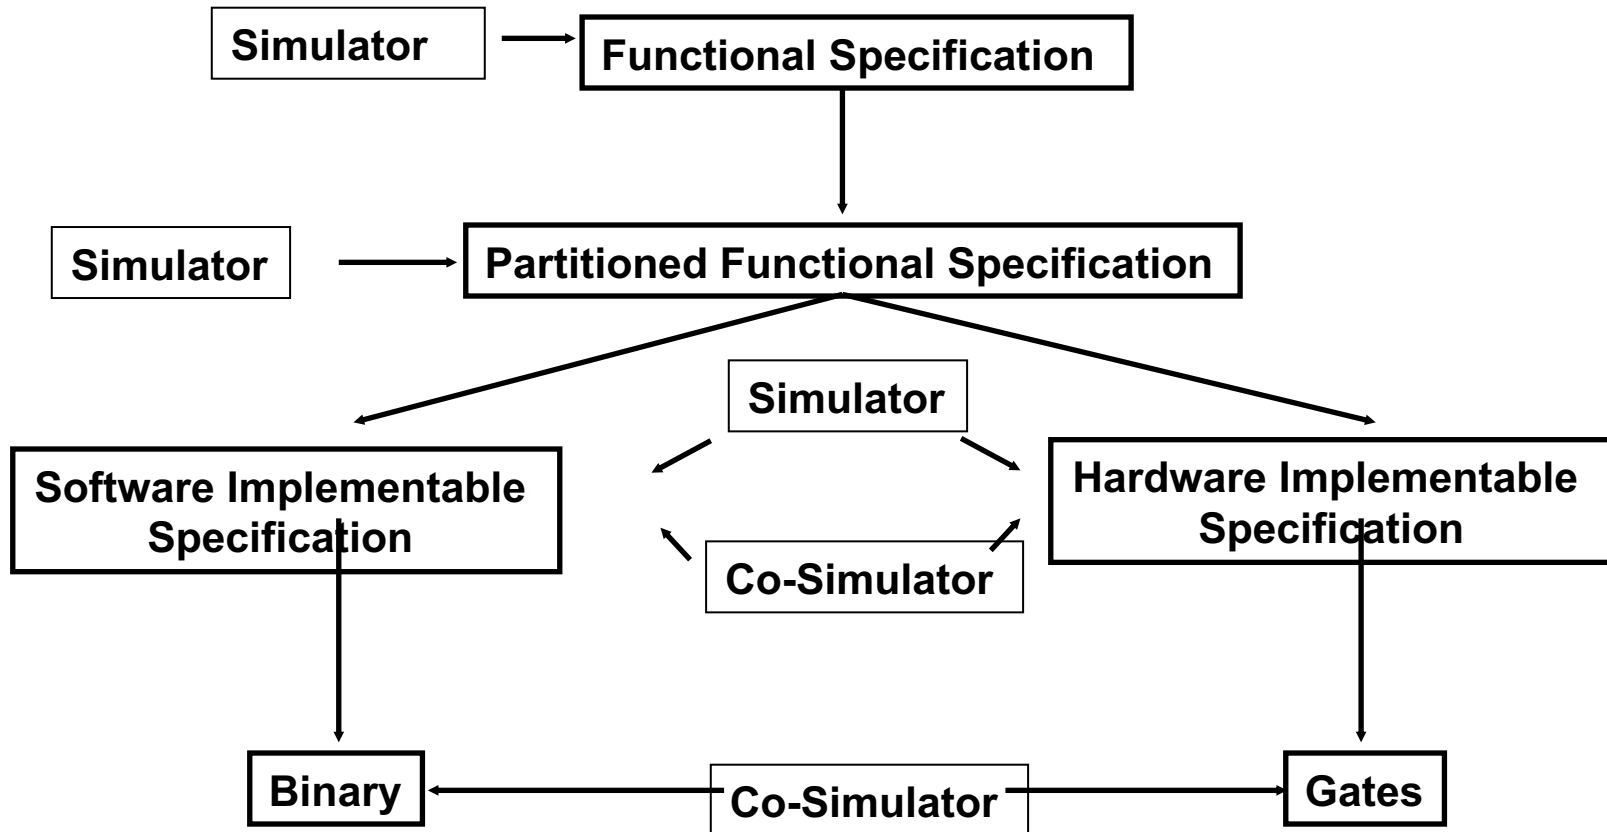 Simulator
Functional Specification
Simulator
Partitioned Functional Specification
Simulator
Software Implementable
Specification
Hardware Implementable
Specification
Co-Simulator
Binary
Co-Simulator
Gates